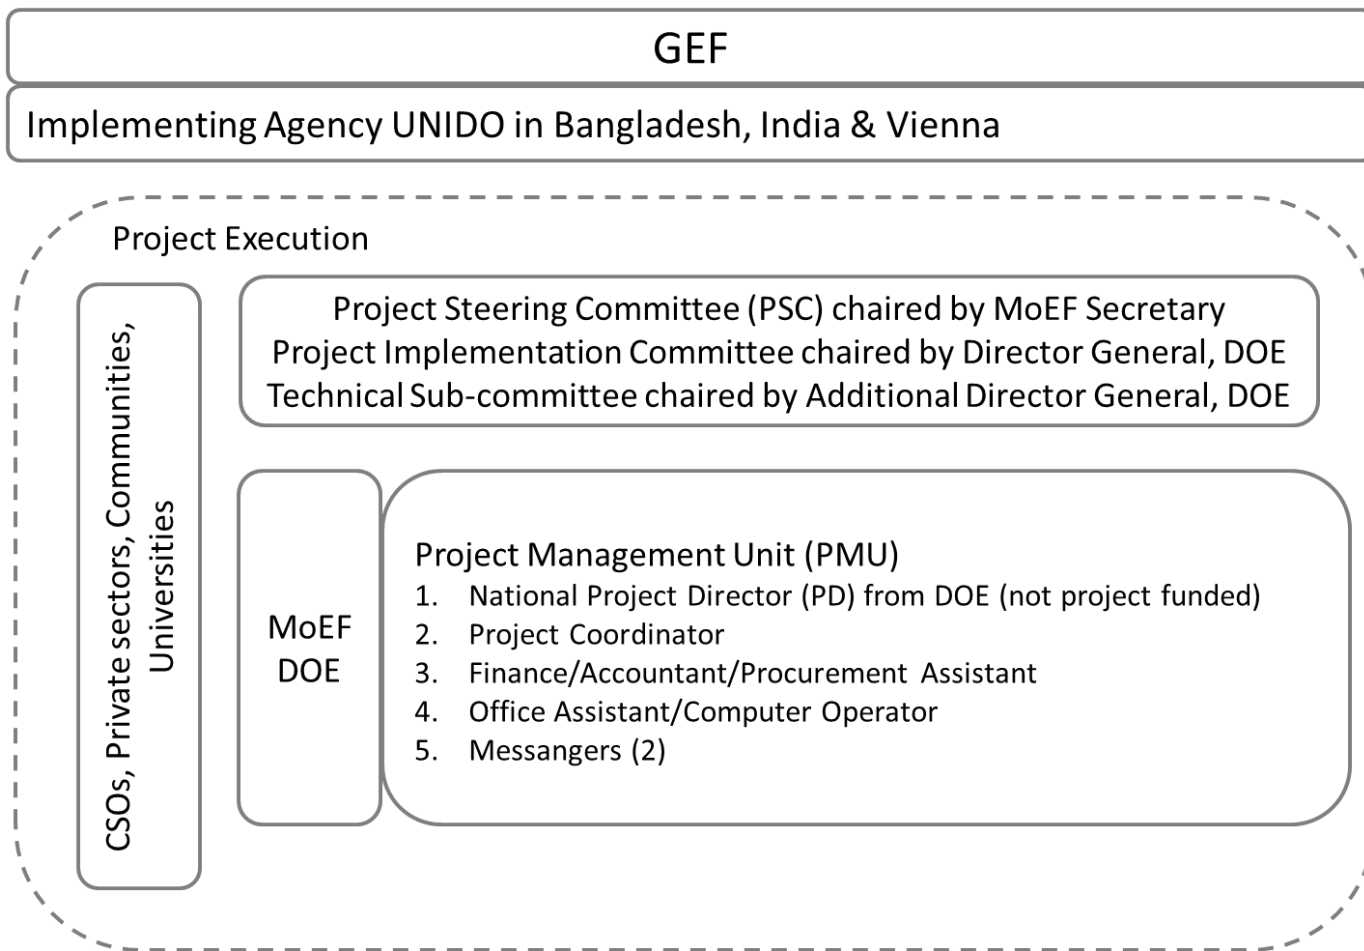 GEF
Implementing Agency UNIDO in Bangladesh, India & Vienna
Project Execution
CSOs, Private sectors, Communities,
Universities
Project Steering Committee (PSC) chaired by MoEF Secretary
Project Implementation Committee chaired by Director General, DOE
Technical Sub-committee chaired by Additional Director General, DOE
MoEF
DOE
Project Management Unit (PMU)
1. National Project Director (PD) from DOE (not project funded)
2. Project Coordinator
3. Finance/Accountant/Procurement Assistant
4. Office Assistant/Computer Operator
5. Messangers (2)